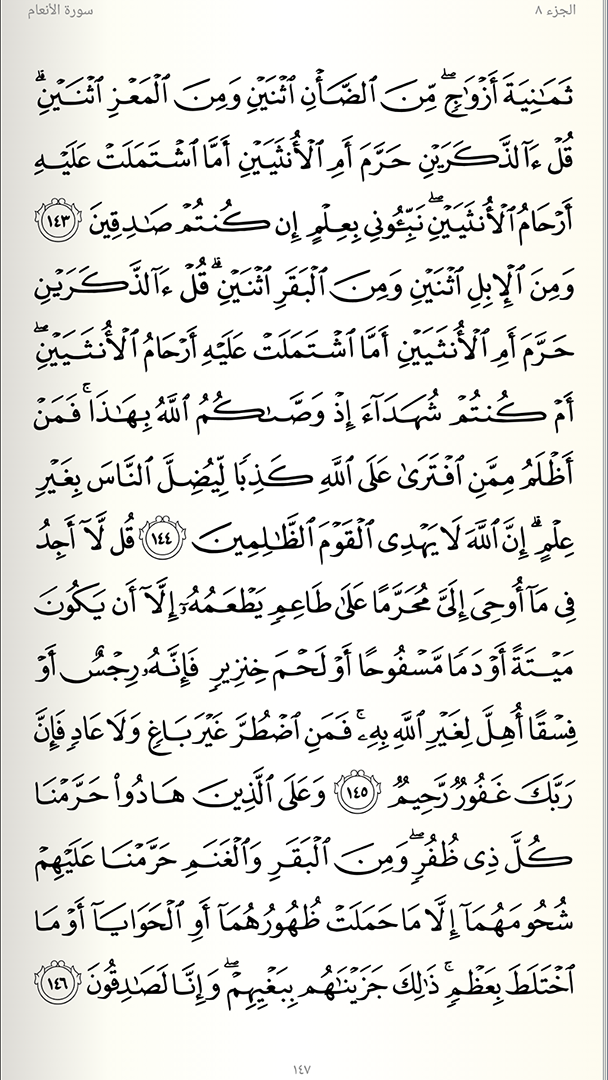 الجزء ٨
سورة الأنعام
ثَمَٰنِيَةَ أَزْوَٰجٍۖ مِّنَ ٱلضَّأْنِ ٱثْنَيْنِ وَمِنَ ٱلْمَعْزِ ٱثْنَيْنِۗ
قُلْ ءَآلذَّكَرَيْنِ حَرَّمَ أَمِ ٱلْأُنثَيَيْنِ أَمَّا ٱشْتَمَلَتْ عَلَيْهِ
أَرْحَامُ ٱلْأُنثَيَيْنِۖ نَبِّـُٔونِي بِعِلْمٍ إِن كُنتُمْ صَٰدِقِينَ ١٤٣
وَمِنَ ٱلْإِبِلِ ٱثْنَيْنِ وَمِنَ ٱلْبَقَرِ ٱثْنَيْنِۗ قُلْ ءَآلذَّكَرَيْنِ
حَرَّمَ أَمِ ٱلْأُنثَيَيْنِ أَمَّا ٱشْتَمَلَتْ عَلَيْهِ أَرْحَامُ ٱلْأُنثَيَيْنِۖ
أَمْ كُنتُمْ شُهَدَآءَ إِذْ وَصَّىٰكُمُ ٱللَّهُ بِهَٰذَاۚ فَمَنْ
أَظْلَمُ مِمَّنِ ٱفْتَرَىٰ عَلَى ٱللَّهِ كَذِبًا لِّيُضِلَّ ٱلنَّاسَ بِغَيْرِ
عِلْمٍۗ إِنَّ ٱللَّهَ لَا يَهْدِى ٱلْقَوْمَ ٱلظَّٰلِمِينَ ١٤٤ قُل لَّآ أَجِدُ
فِى مَآ أُوحِىَ إِلَىَّ مُحَرَّمًا عَلَىٰ طَاعِمٍ يَطْعَمُهُۥٓ إِلَّآ أَن يَكُونَ
مَيْتَةً أَوْ دَمًا مَّسْفُوحًا أَوْ لَحْمَ خِنزِيرٍ فَإِنَّهُۥ رِجْسٌ أَوْ
فِسْقًا أُهِلَّ لِغَيْرِ ٱللَّهِ بِهِۦۚ فَمَنِ ٱضْطُرَّ غَيْرَ بَاغٍ وَلَا عَادٍ فَإِنَّ
رَبَّكَ غَفُورٌ رَّحِيمٌ ١٤٥ وَعَلَى ٱلَّذِينَ هَادُوا۟ حَرَّمْنَا
كُلَّ ذِى ظُفُرٍۖ وَمِنَ ٱلْبَقَرِ وَٱلْغَنَمِ حَرَّمْنَا عَلَيْهِمْ
شُحُومَهُمَآ إِلَّا مَا حَمَلَتْ ظُهُورُهُمَآ أَوِ ٱلْحَوَايَآ أَوْ مَا
ٱخْتَلَطَ بِعَظْمٍۚ ذَٰلِكَ جَزَيْنَٰهُم بِبَغْيِهِمْۖ وَإِنَّا لَصَٰدِقُونَ ١٤٦
١٤٧